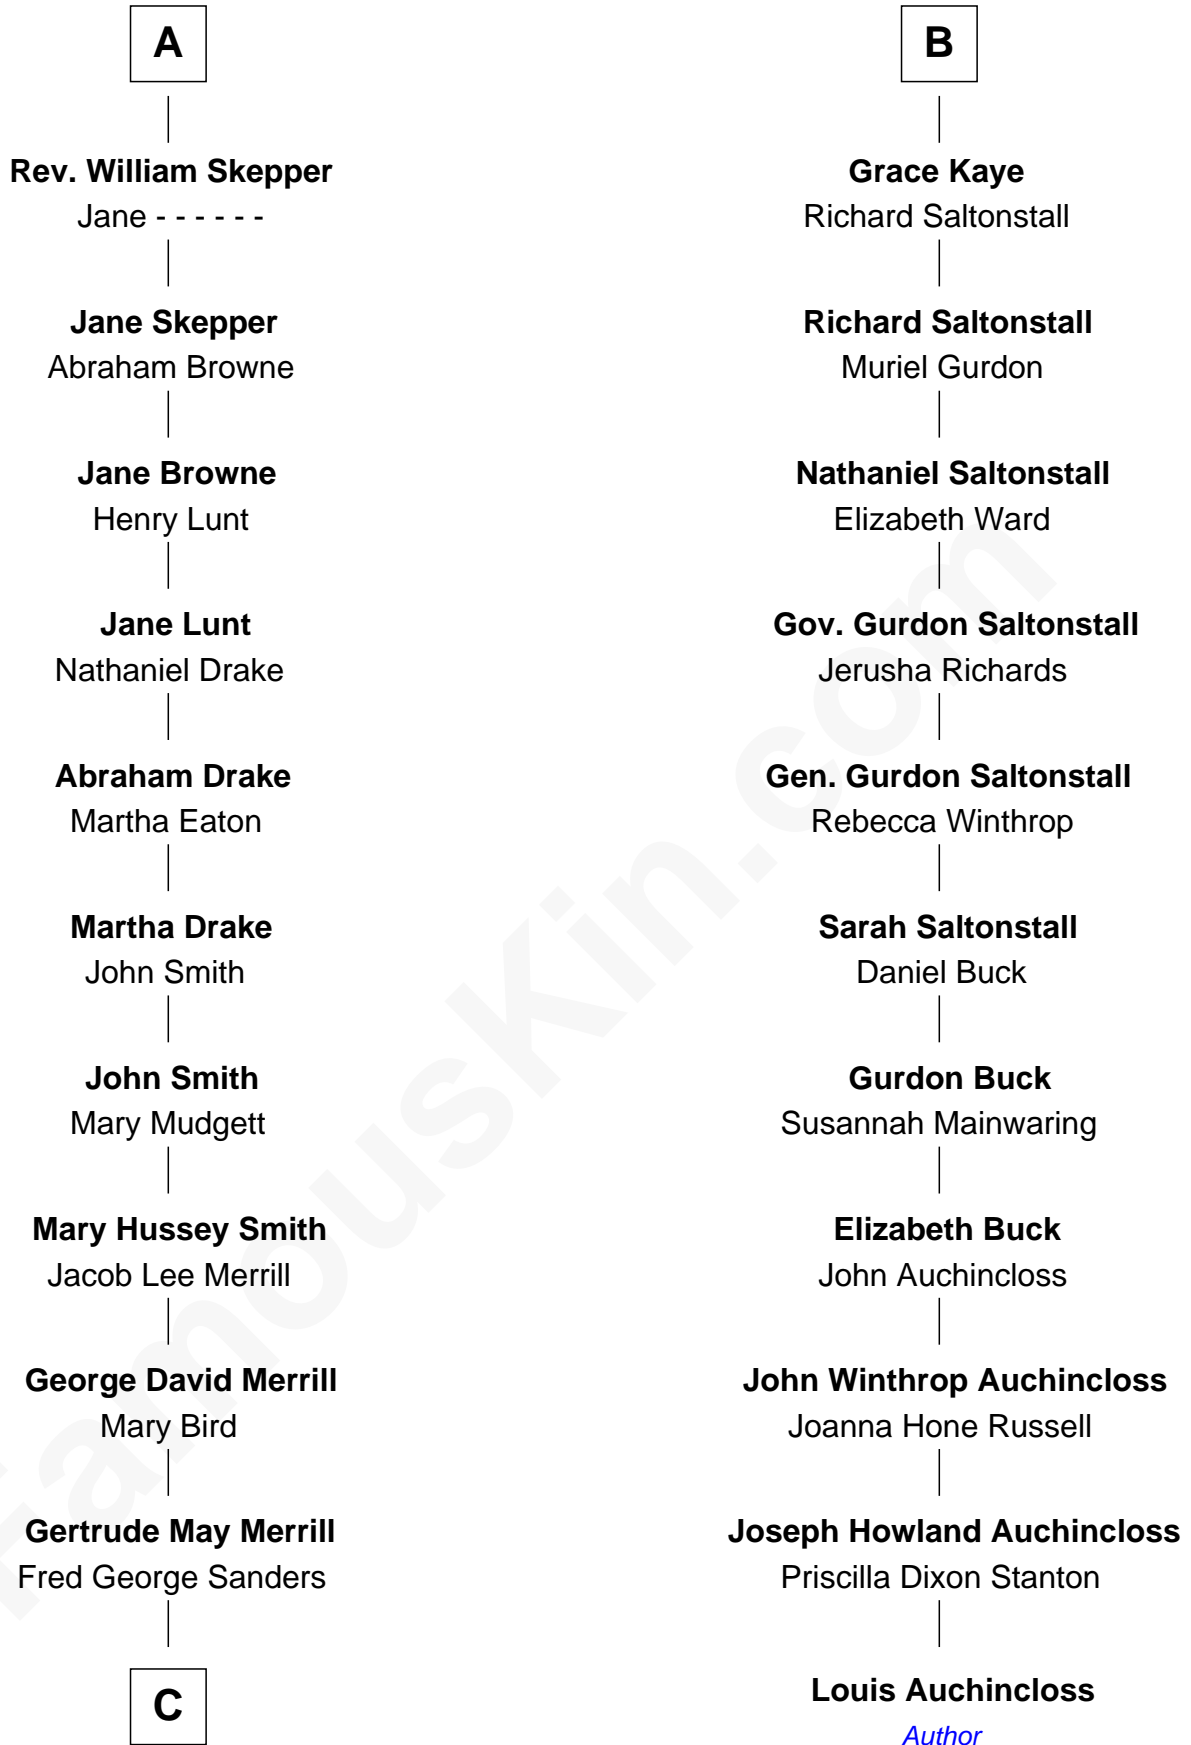 A
Rev. William Skepper
Jane - - - - - -
Jane Skepper
Abraham Browne
Jane Browne
Henry Lunt
Jane Lunt
Nathaniel Drake
Abraham Drake
Martha Eaton
Martha Drake
John Smith
John Smith
Mary Mudgett
Mary Hussey Smith
Jacob Lee Merrill
George David Merrill
Mary Bird
Gertrude May Merrill
Fred George Sanders
C
B
Grace Kaye
Richard Saltonstall
Richard Saltonstall
Muriel Gurdon
Nathaniel Saltonstall
Elizabeth Ward
Gov. Gurdon Saltonstall
Jerusha Richards
Gen. Gurdon Saltonstall
Rebecca Winthrop
Sarah Saltonstall
Daniel Buck
Gurdon Buck
Susannah Mainwaring
Elizabeth Buck
John Auchincloss
John Winthrop Auchincloss
Joanna Hone Russell
Joseph Howland Auchincloss
Priscilla Dixon Stanton
Louis Auchincloss
Author
FamousKin.com